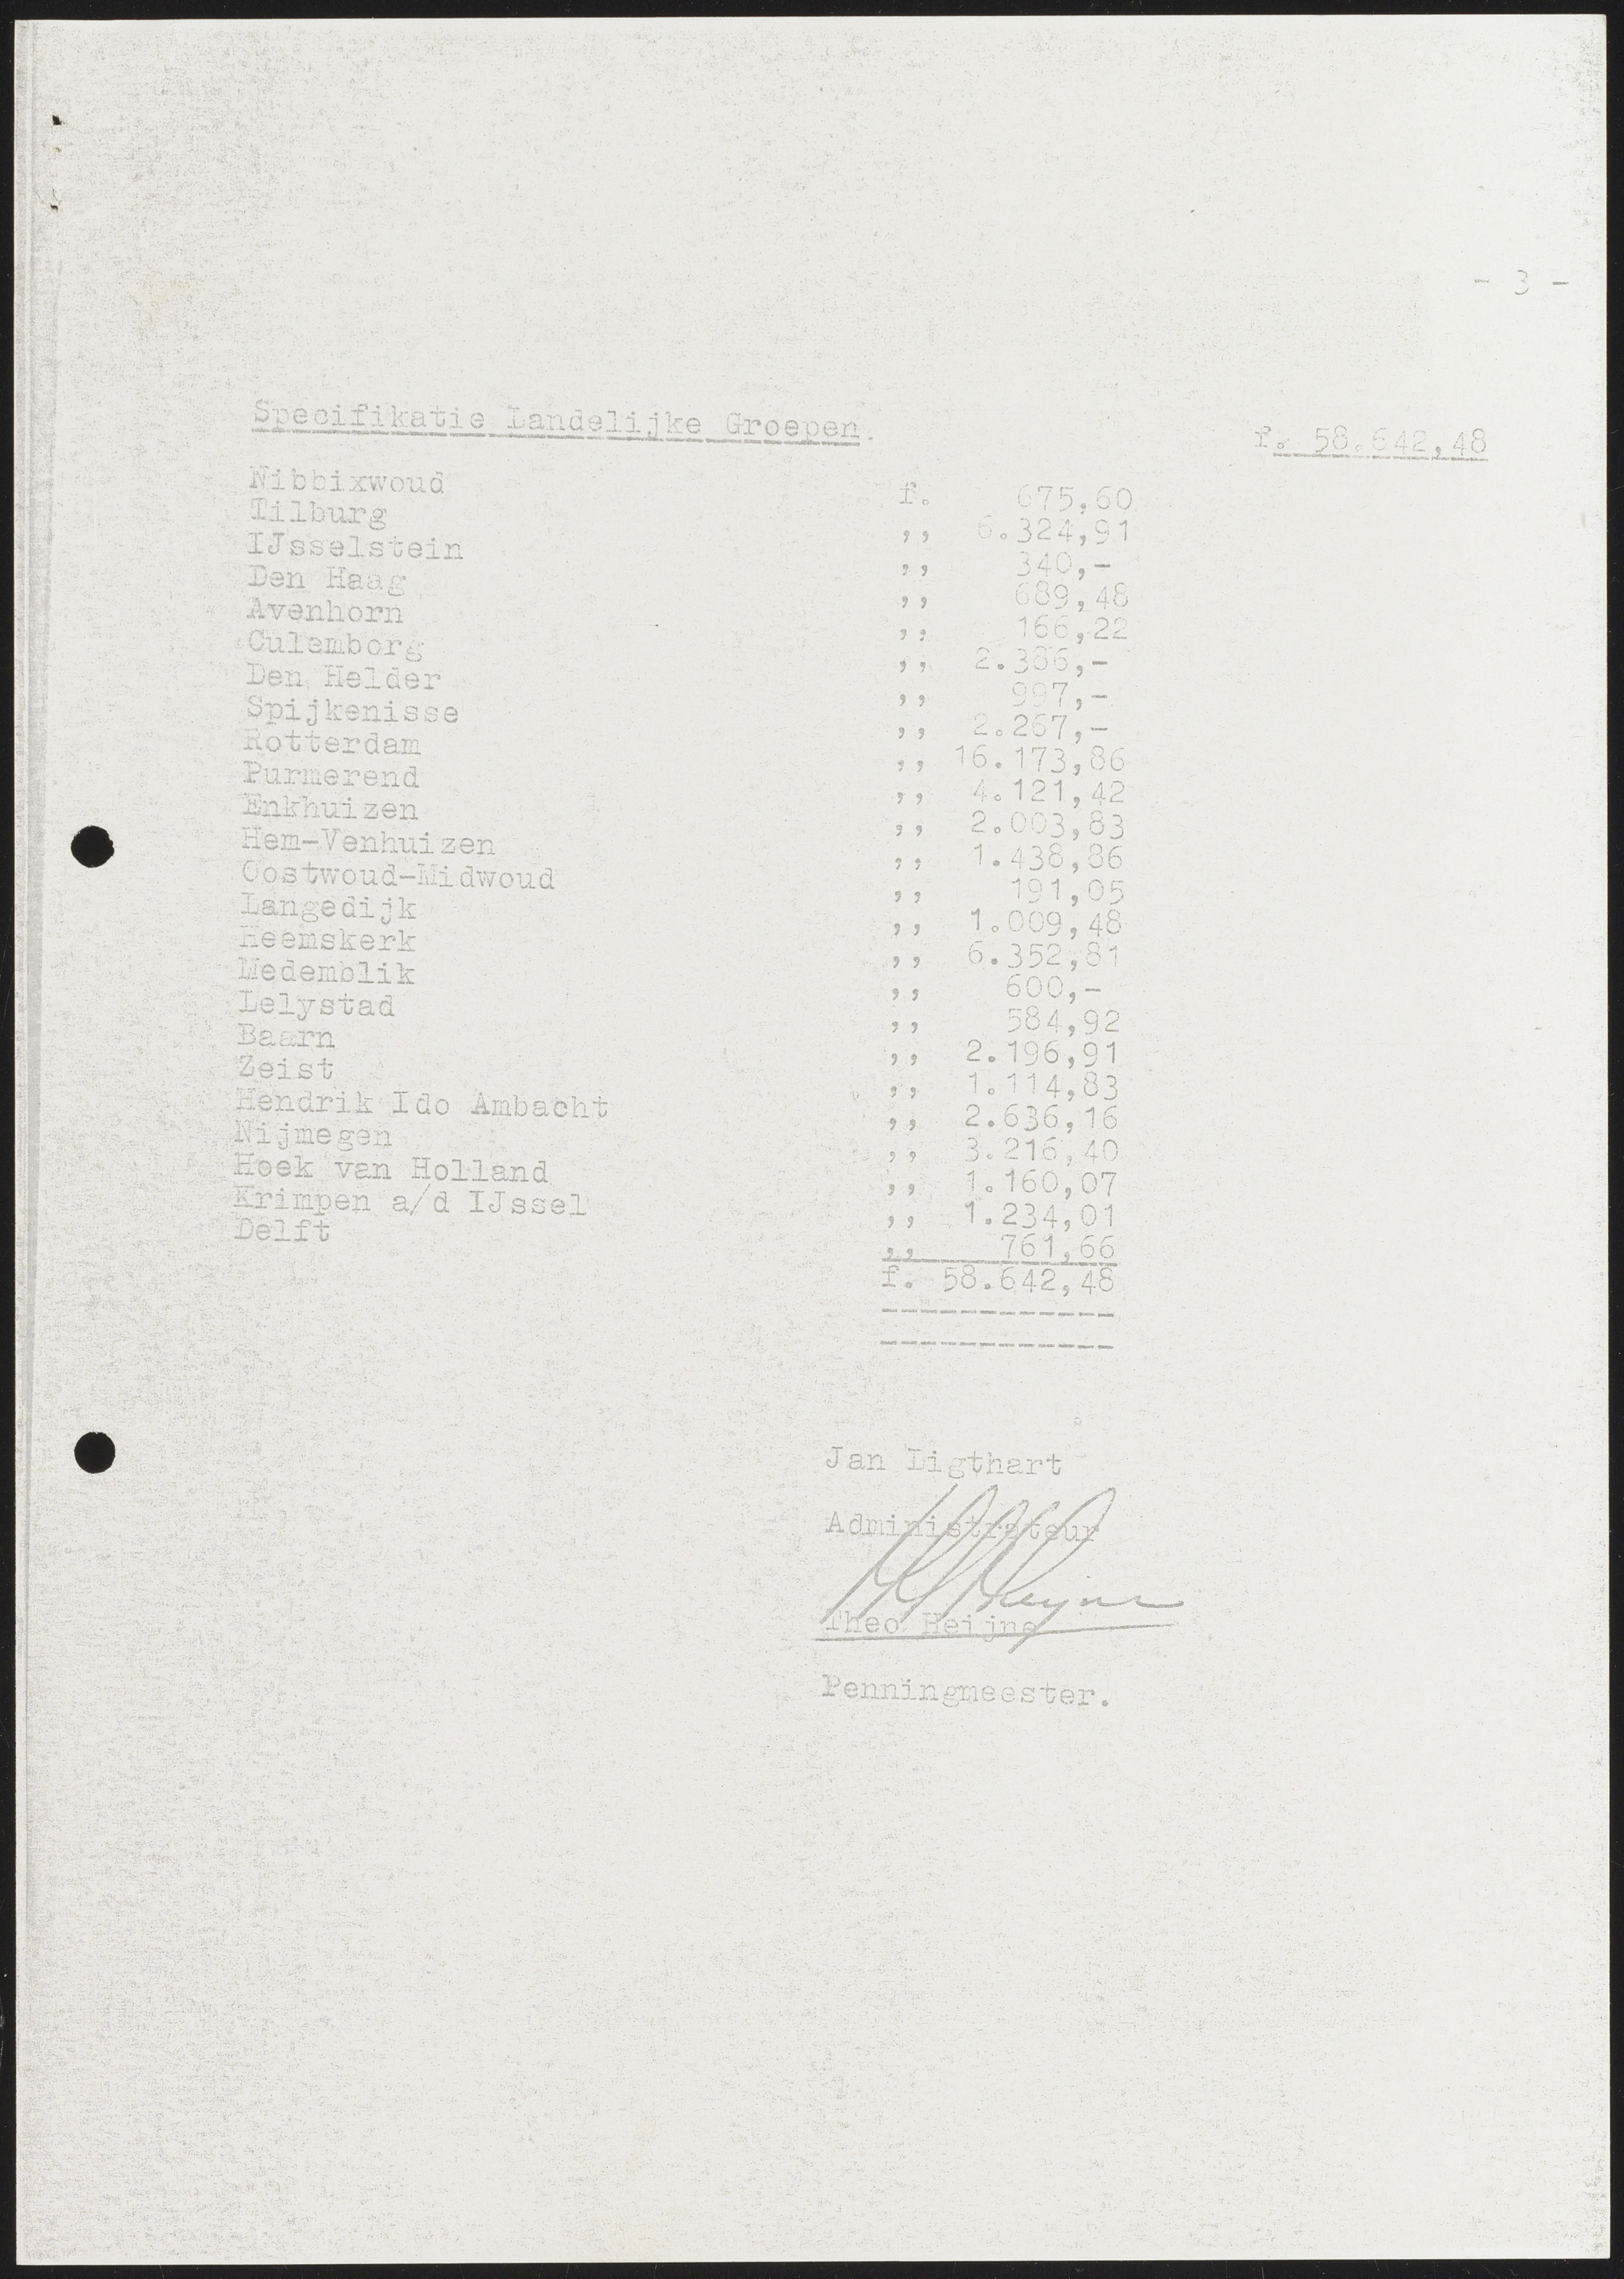 - 3 -
Specifikatie Landelijke Groepen. f. 58.642,48
Nibbixwoud f. 675,60
Tilburg ,, 6.324,91
IJsselstein ,, 340,-
Den Haag ,, 689,48
Avenhorn ,, 166,22
Culemborg ,, 2.386,-
Den Helder ,, 997,-
Spijkenisse ,, 2.267,-
Rotterdam ,, 16.173,86
Purmerend ,, 4.121,42
Enkhuizen ,, 2.003,83
Hem-Venhuizen ,, 1.438,86
Oostwoud-Midwoud ,, 191,05
Langedijk ,, 1.009,48
Heemskerk ,, 6.352,81
Medemblik ,, 600,-
Lelystad ,, 584,92
Baarn ,, 2.196,91
Zeist ,, 1.114,83
Hendrik Ido Ambacht ,, 2.636,16
Nijmegen ,, 3.216,40
Hoek van Holland ,, 1.160,07
Krimpen a/d IJssel ,, 1.234,01
Delft ,, 761,66
f. 58.642,48
Jan Ligthart
Administrateur
Theo Heijne
Penningmeester.